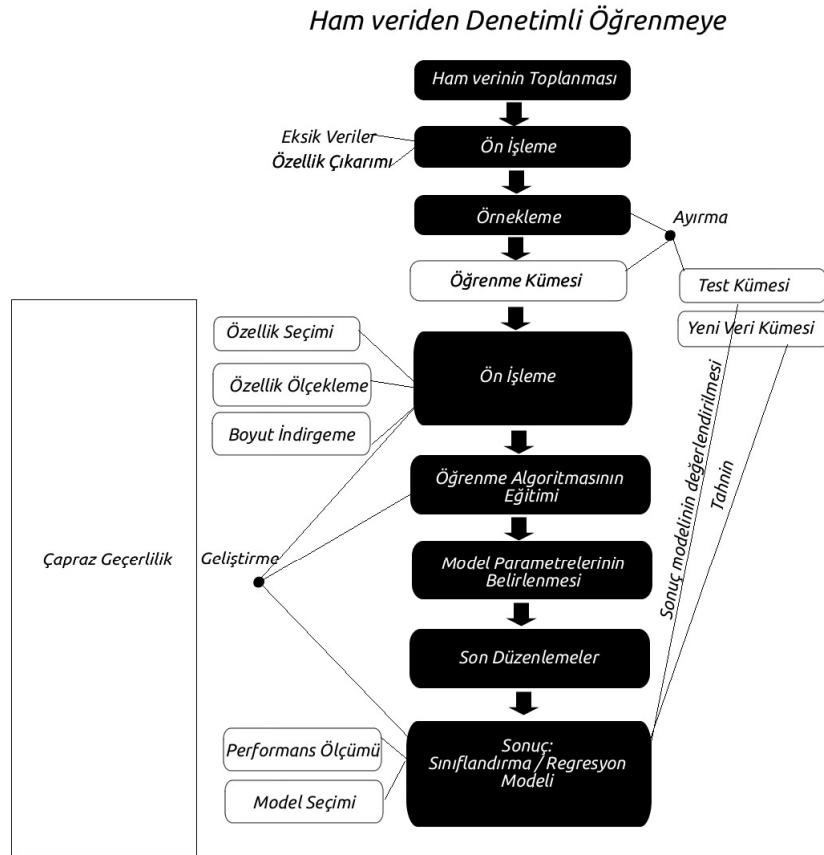 Ham veriden Denetimli Öğrenmeye
Ham verinin Toplanması
Eksik Veriler
Özellik Çıkarımı
Ön İşleme
Örnekleme
Ayırma
Öğrenme Kümesi
Test Kümesi
Yeni Veri Kümesi
Özellik Seçimi
Özellik Ölçekleme
Boyut İndirgeme
Ön İşleme
Öğrenme Algoritmasının
Eğitimi
Sonuç modelinin değerlendirilmesi
Tahnin
Çapraz Geçerlilik
Geliştirme
Model Parametrelerinin
Belirlenmesi
Son Düzenlemeler
Performans Ölçümü
Model Seçimi
Sonuç:
Sınıflandırma / Regresyon
Modeli